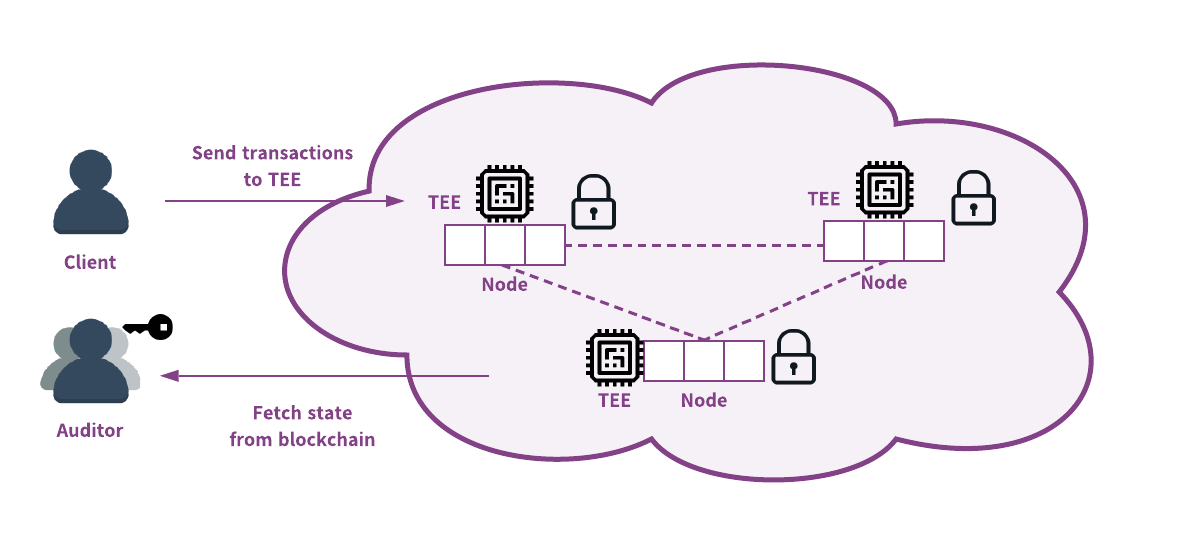 Send transactions
to TEE
Client
TEE
Node
TEE
Node
TEE
Node
Auditor
Fetch state
from blockchain